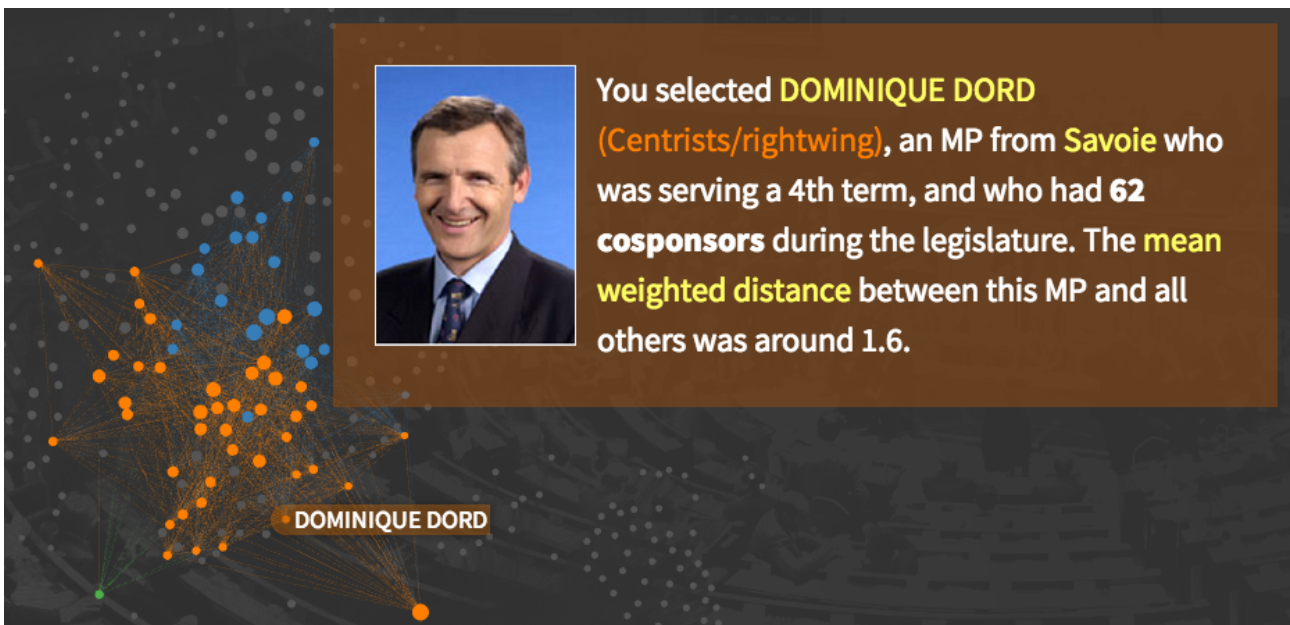 You selected DOMINIQUE DORD
(Centrists/rightwing), an MP from Savoie who
was serving a 4th term, and who had 62
cosponsors during the legislature. The mean
weighted distance between this MP and all
others was around 1.6.
DOMINIQUE DORD